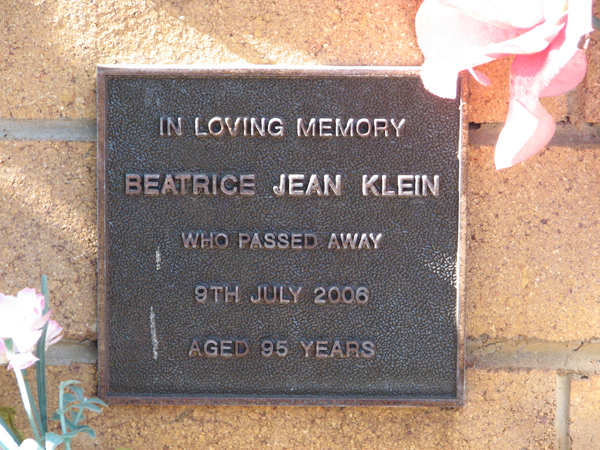 IN LOVING MEMORY
BEATRICE JEAN KLEIN
WHO PASSED AWAY
9TH JULY 2006
AGED 95 YEARS